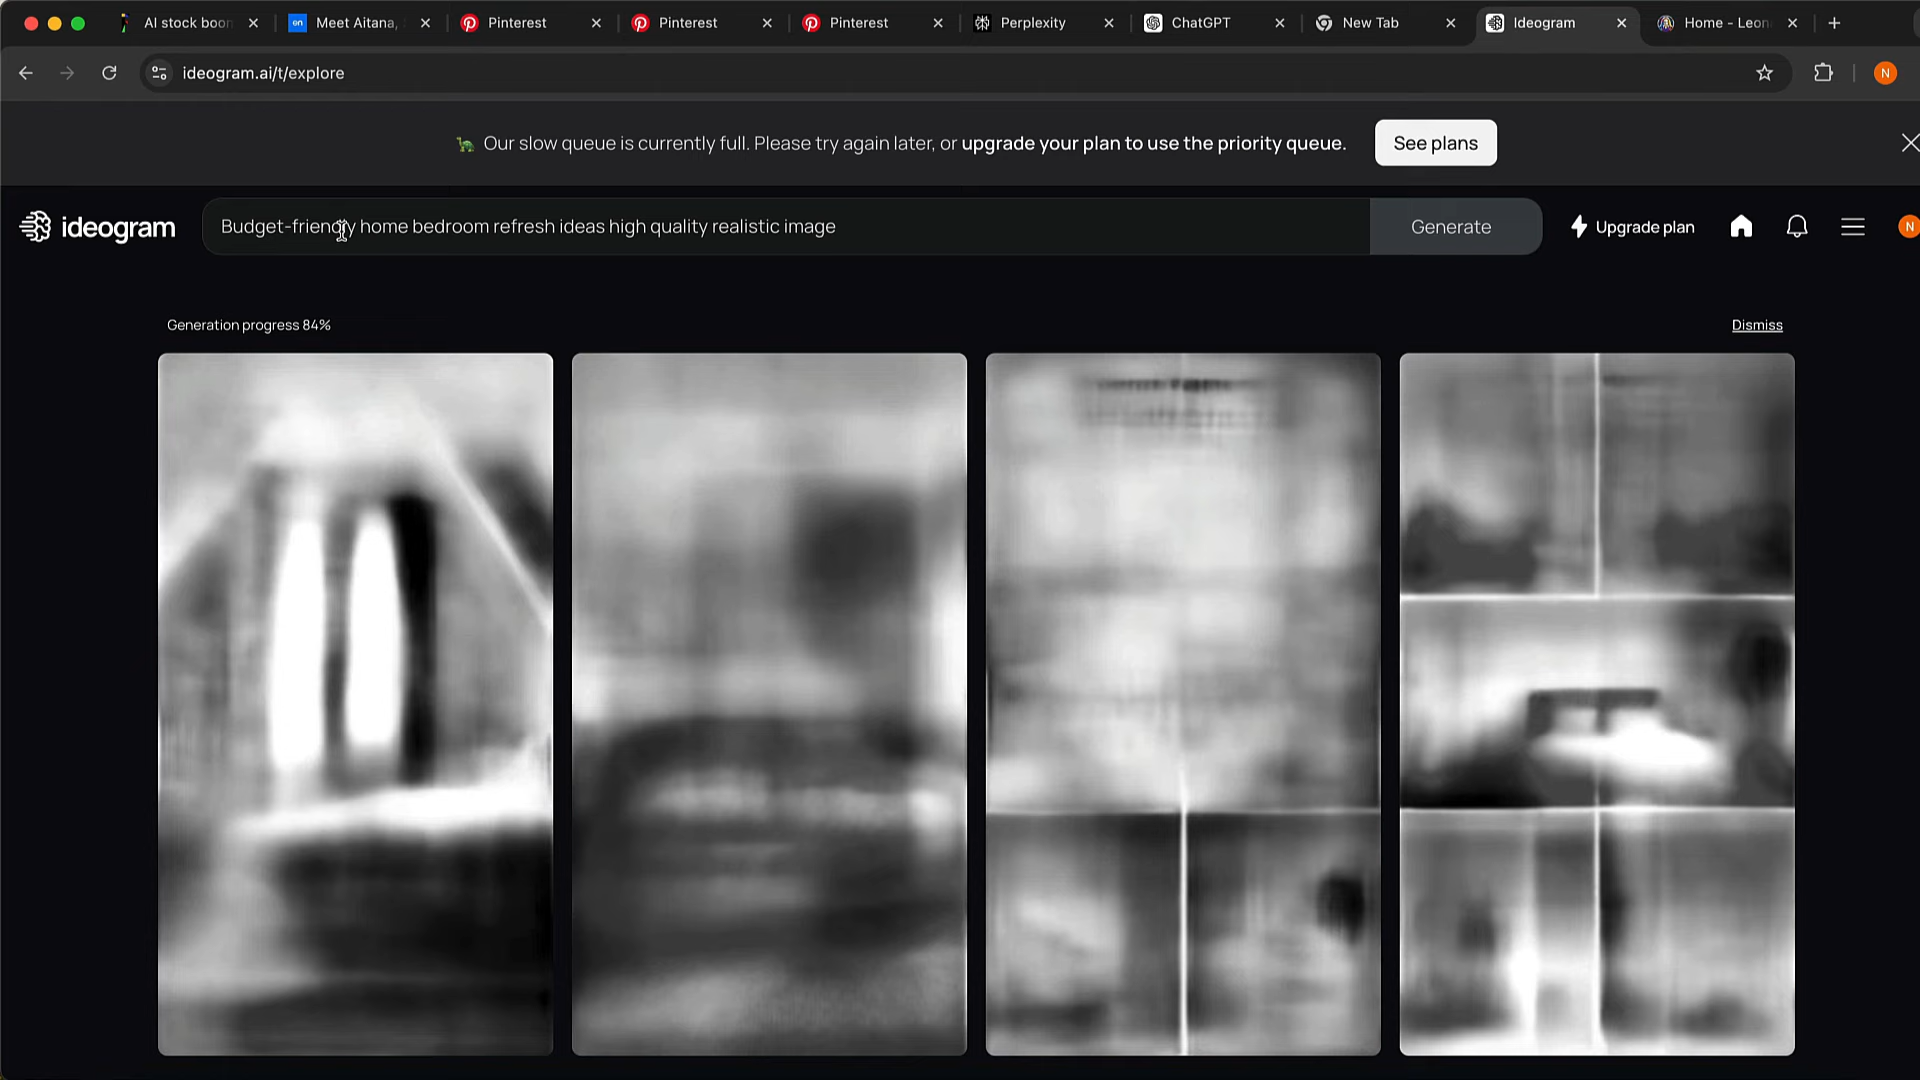 AI stock boon
Meet Aitana,
Pinterest
Pinterest
Pinterest
Perplexity
ChatGPT
New Tab
Ideogram
Home - Leon
ideogram.ai/t/explore
N
Our slow queue is currently full. Please try again later, or upgrade your plan to use the priority queue.
See plans
ideogram
Budget-friendly home bedroom refresh ideas high quality realistic image
Generate
Upgrade plan
N
Generation progress 84%
Dismiss